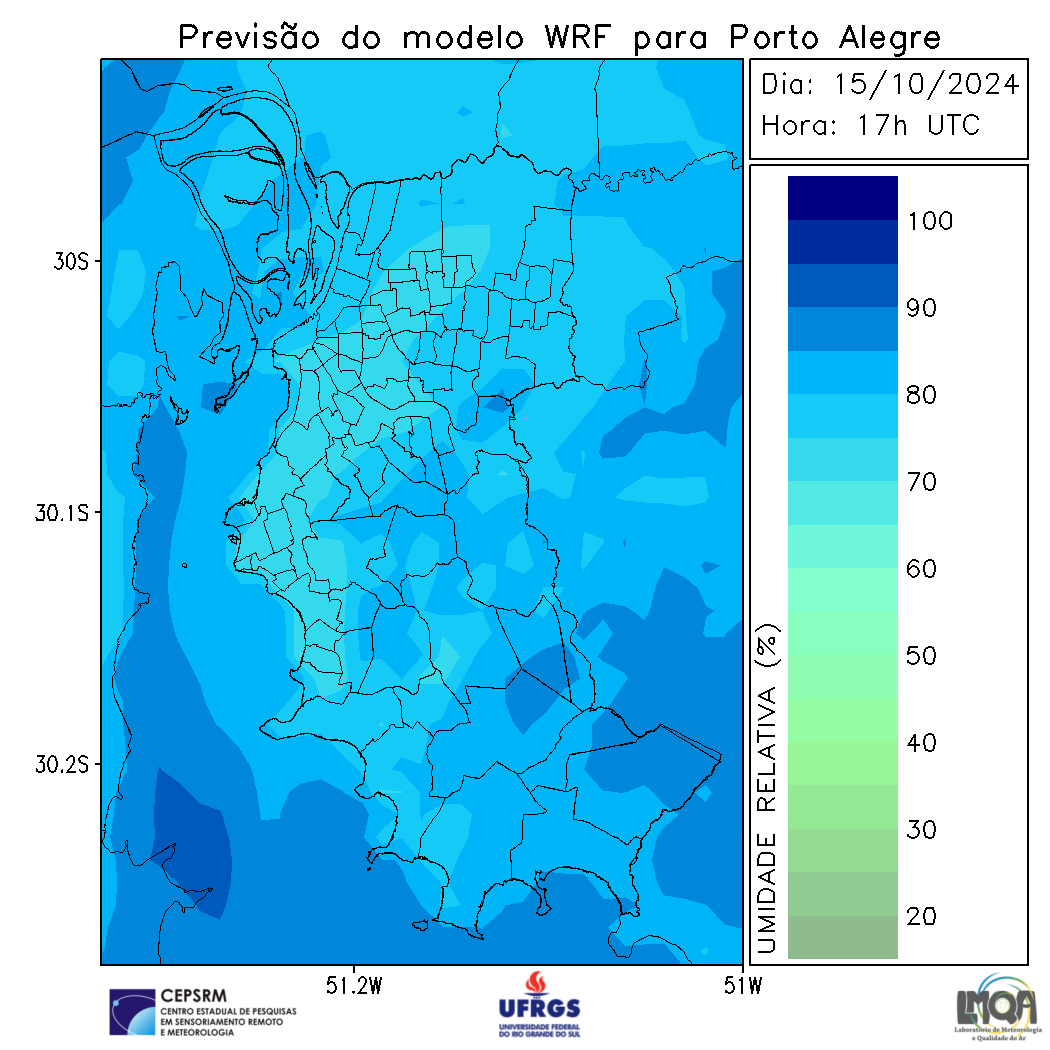 Previsão do modelo WRF para Porto Alegre
Dia: 15/10/2024
Hora: 17h UTC
30S
30.1S
30.2S
51.2W
51W
UMIDADE RELATIVA (%)
100
90
80
70
60
50
40
30
20
CEPSRM
CENTRO ESTADUAL DE PESQUISAS
EM SENSORIAMENTO REMOTO
E METEOROLOGIA
UFRGS
UNIVERSIDADE FEDERAL
DO RIO GRANDE DO SUL
LMQA
Laboratório de Meteorologia
e Qualidade do Ar